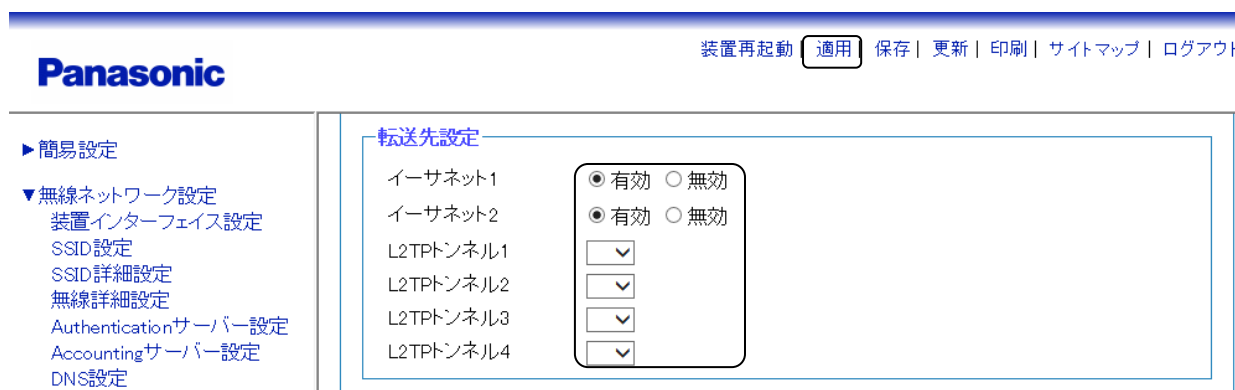 装置再起動 | 適用 | 保存 | 更新 | 印刷 | サイトマップ | ログアウト
Panasonic
▶簡易設定
▼無線ネットワーク設定
装置インターフェイス設定
SSID設定
SSID詳細設定
無線詳細設定
Authenticationサーバー設定
Accountingサーバー設定
DNS設定
転送先設定
イーサネット1 有効 無効
イーサネット2 有効 無効
L2TPトンネル1
L2TPトンネル2
L2TPトンネル3
L2TPトンネル4